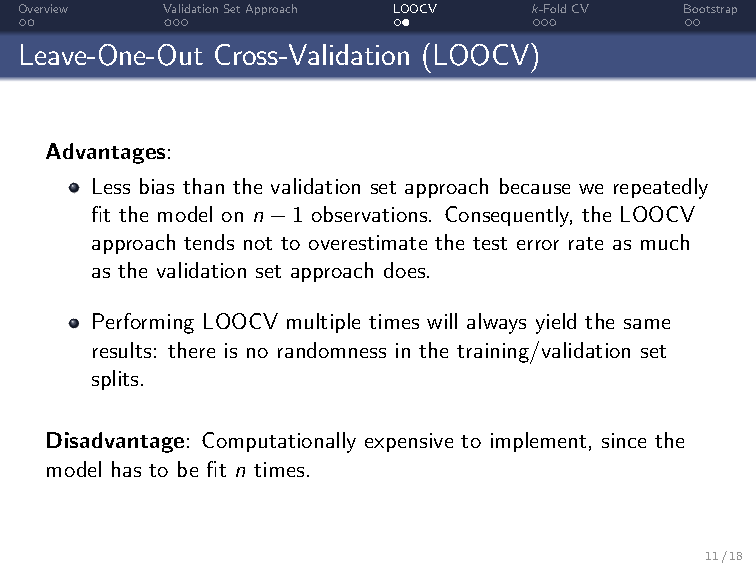 Overview Validation Set Approach LOOCV k-Fold CV Bootstrap
Leave-One-Out Cross-Validation (LOOCV)
Advantages:
Less bias than the validation set approach because we repeatedly
fit the model on n − 1 observations. Consequently, the LOOCV
approach tends not to overestimate the test error rate as much
as the validation set approach does.
Performing LOOCV multiple times will always yield the same
results: there is no randomness in the training/validation set
splits.
Disadvantage: Computationally expensive to implement, since the
model has to be fit n times.
11 / 18